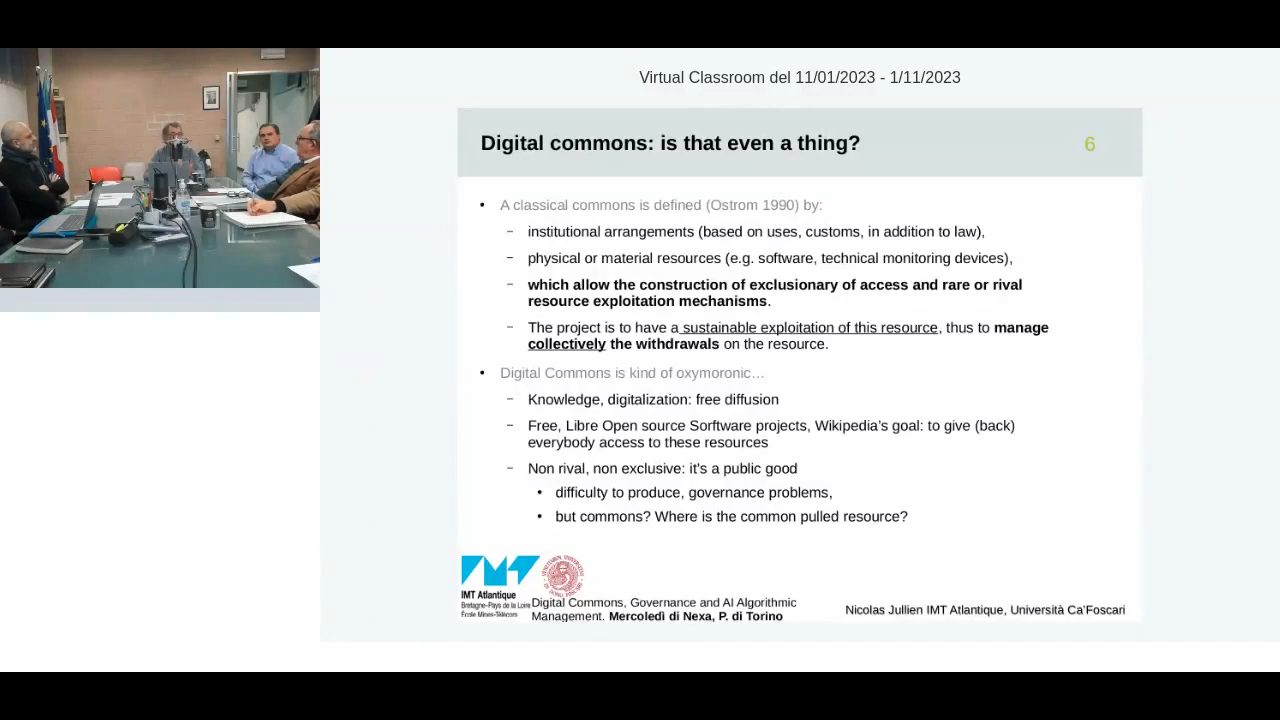 Virtual Classroom del 11/01/2023 - 1/11/2023
Digital commons: is that even a thing?
6
• A classical commons is defined (Ostrom 1990) by:
– institutional arrangements (based on uses, customs, in addition to law),
– physical or material resources (e.g. software, technical monitoring devices),
– which allow the construction of exclusionary of access and rare or rival
resource exploitation mechanisms.
– The project is to have a sustainable exploitation of this resource, thus to manage
collectively the withdrawals on the resource.
• Digital Commons is kind of oxymoronic…
– Knowledge, digitalization: free diffusion
– Free, Libre Open source Sorftware projects, Wikipedia's goal: to give (back)
everybody access to these resources
– Non rival, non exclusive: it's a public good
• difficulty to produce, governance problems,
• but commons? Where is the common pulled resource?
IMT Atlantique
Bretagne-Pays de la Loire
École Mines-Télécom
Digital Commons, Governance and AI Algorithmic
Management. Mercoledì di Nexa, P. di Torino
Nicolas Jullien IMT Atlantique, Università Ca'Foscari